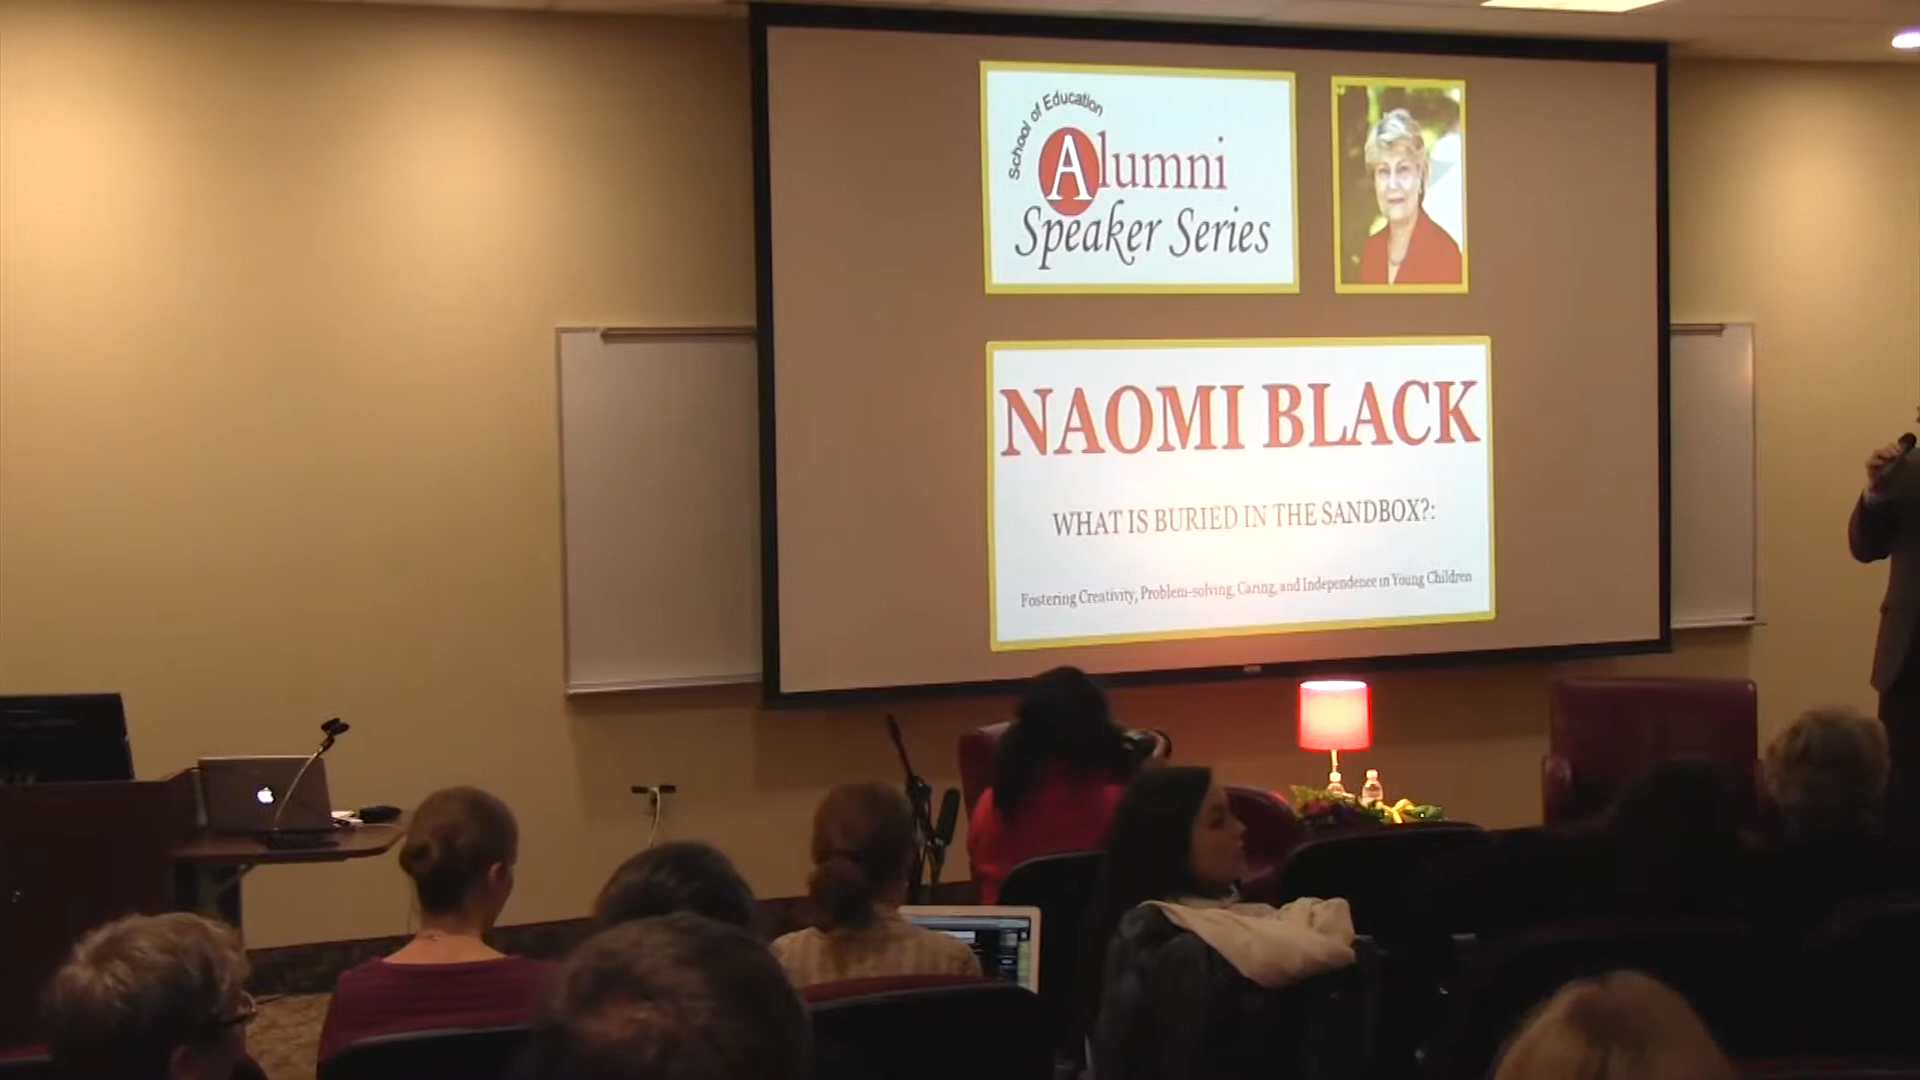 School of Education
Alumni
Speaker Series
NAOMI BLACK
WHAT IS BURIED IN THE SANDBOX?:
Fostering Creativity, Problem-solving, Caring, and Independence in Young Children